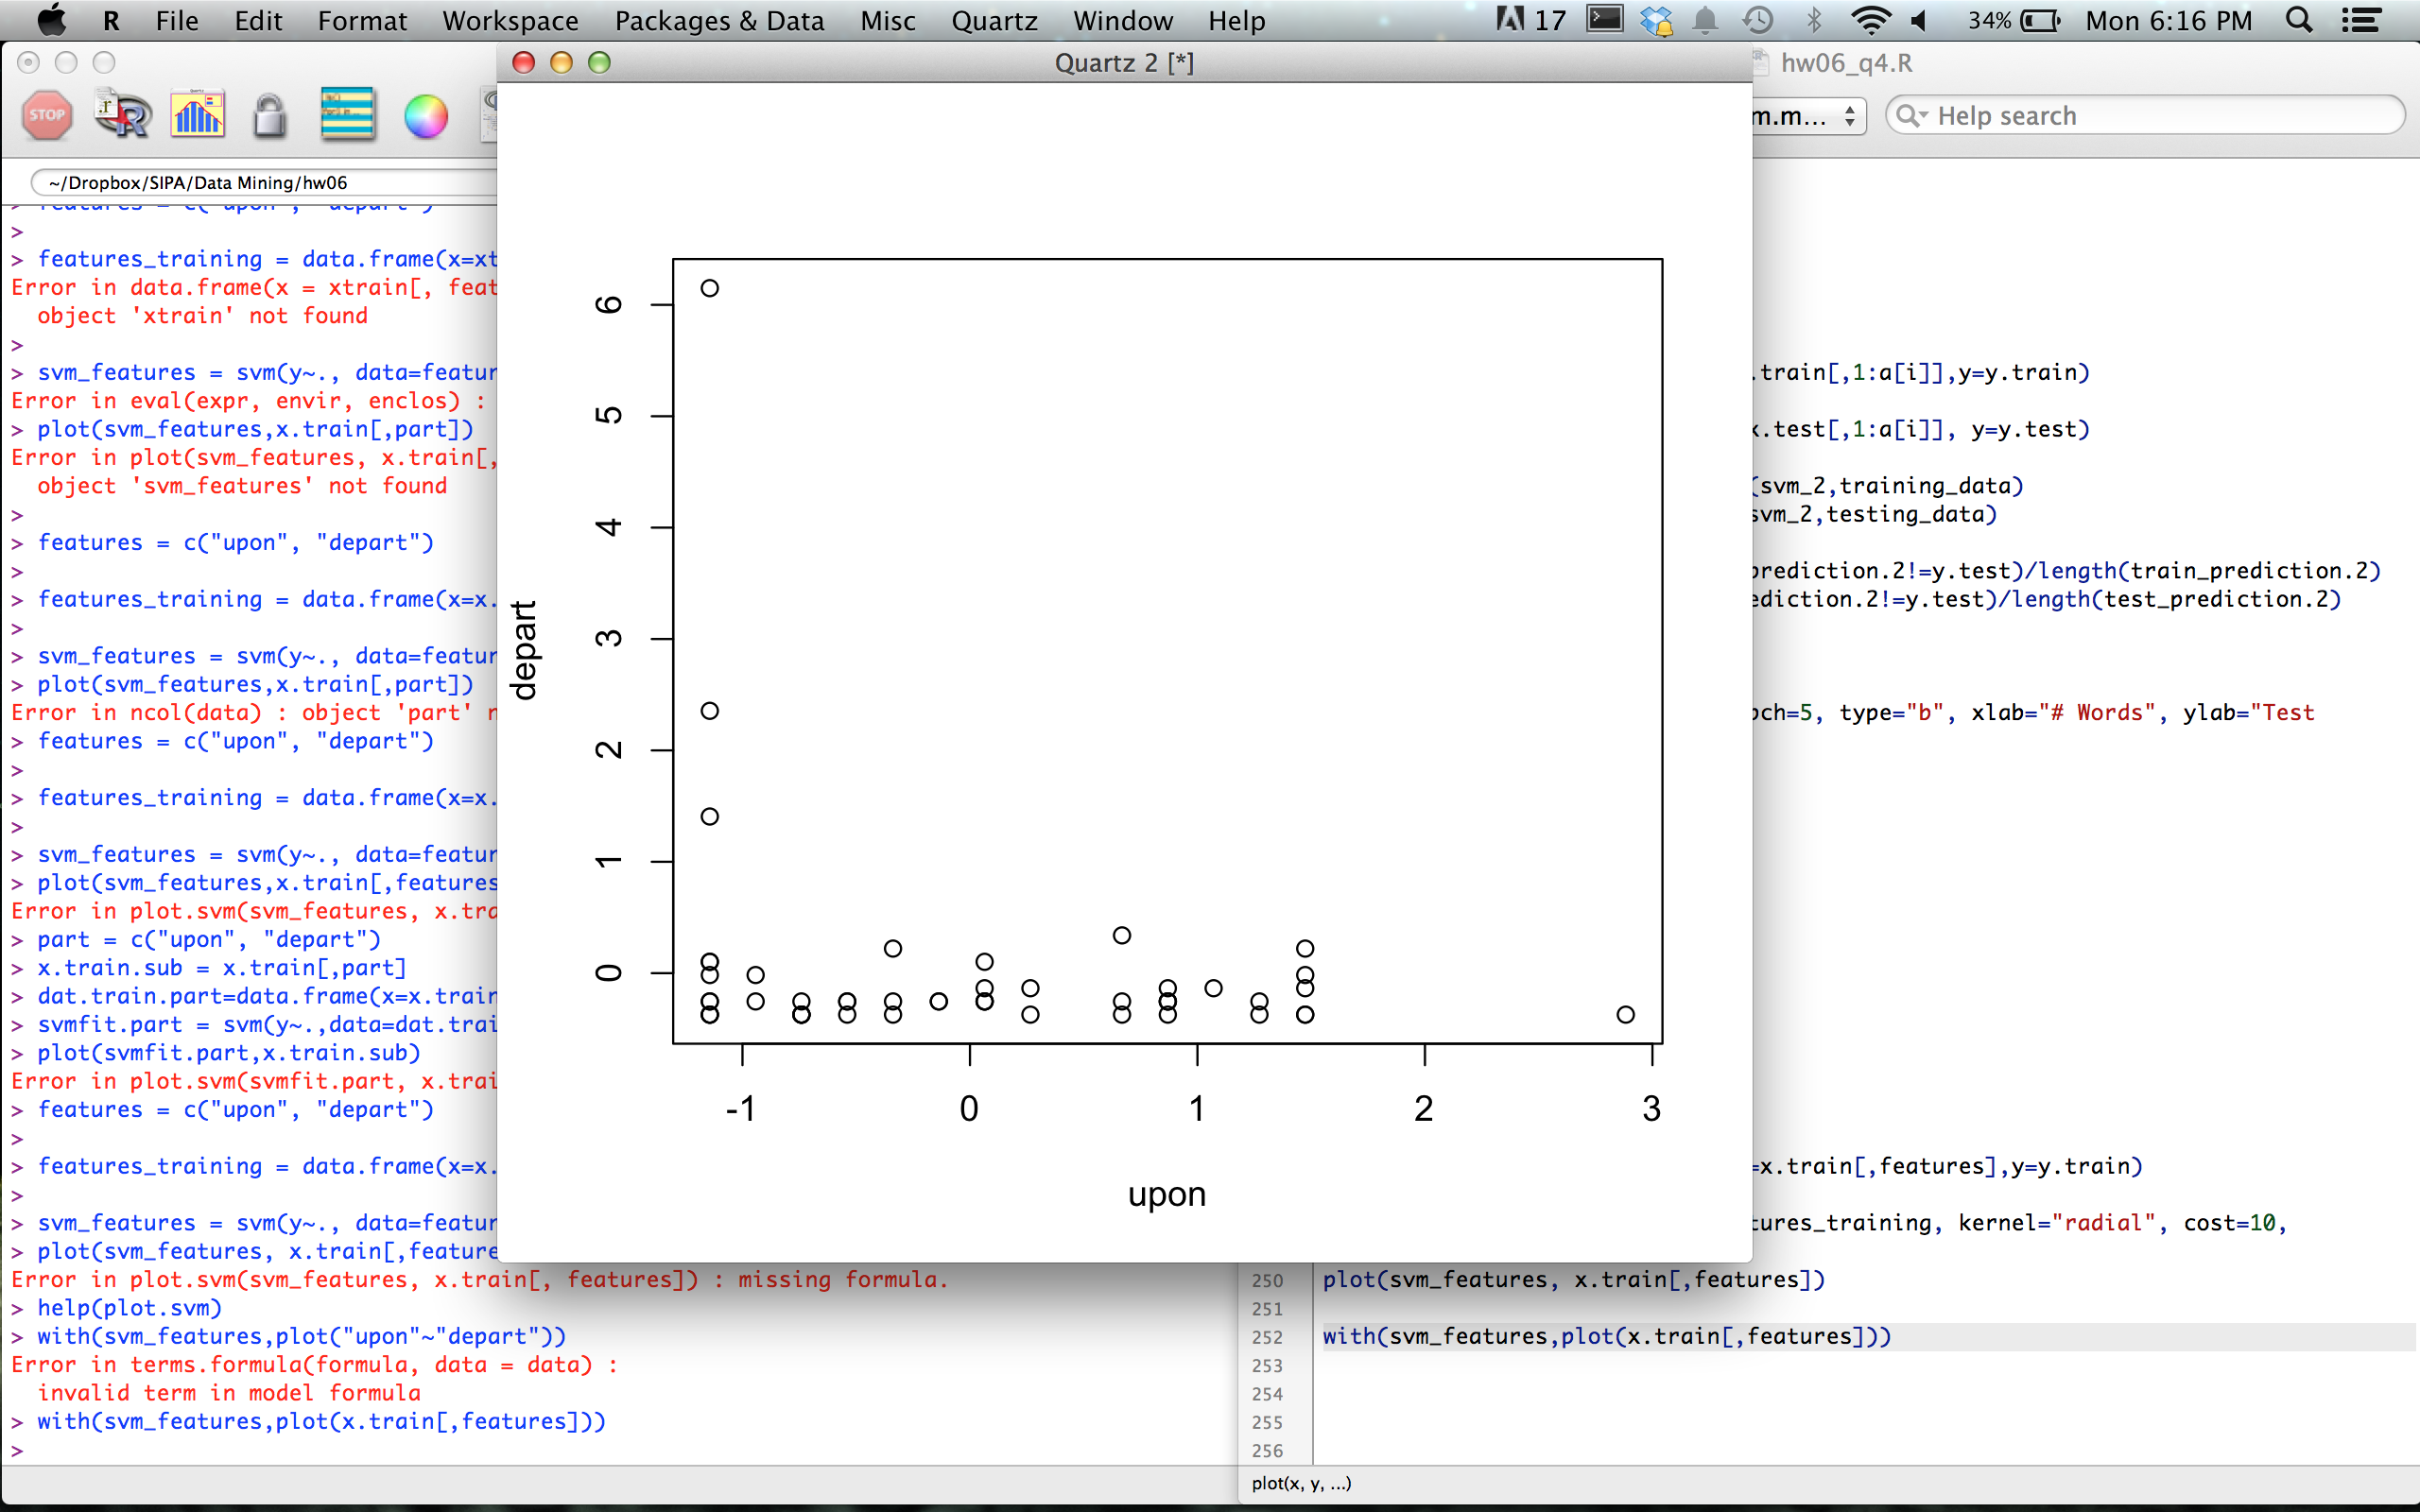 R File Edit Format Workspace Packages & Data Misc Quartz Window Help 17 34% Mon 6:16 PM
Quartz 2 [*]
hw06_q4.R
STOP
m.m...
Help search
~/Dropbox/SIPA/Data Mining/hw06
> features = c("upon", "depart")
>
> features_training = data.frame(x=xt
Error in data.frame(x = xtrain[, feat
object 'xtrain' not found
>
> svm_features = svm(y~., data=featur
Error in eval(expr, envir, enclos) :
> plot(svm_features,x.train[,part])
Error in plot(svm_features, x.train[,
object 'svm_features' not found
>
> features = c("upon", "depart")
>
> features_training = data.frame(x=x.
>
> svm_features = svm(y~., data=featur
> plot(svm_features,x.train[,part])
Error in ncol(data) : object 'part' n
> features = c("upon", "depart")
>
> features_training = data.frame(x=x.
>
> svm_features = svm(y~., data=featur
> plot(svm_features,x.train[,features
Error in plot.svm(svm_features, x.tra
> part = c("upon", "depart")
> x.train.sub = x.train[,part]
> dat.train.part=data.frame(x=x.train
> svmfit.part = svm(y~.,data=dat.trai
> plot(svmfit.part,x.train.sub)
Error in plot.svm(svmfit.part, x.trai
> features = c("upon", "depart")
>
> features_training = data.frame(x=x.
>
> svm_features = svm(y~., data=featur
> plot(svm_features, x.train[,feature
Error in plot.svm(svm_features, x.train[, features]) : missing formula.
> help(plot.svm)
> with(svm_features,plot("upon"~"depart"))
Error in terms.formula(formula, data = data) :
invalid term in model formula
> with(svm_features,plot(x.train[,features]))
>
depart
6
5
4
3
2
1
0
-1 0 1 2 3
upon
.train[,1:a[i]],y=y.train)
x.test[,1:a[i]], y=y.test)
(svm_2,training_data)
svm_2,testing_data)
prediction.2!=y.test)/length(train_prediction.2)
ediction.2!=y.test)/length(test_prediction.2)
pch=5, type="b", xlab="# Words", ylab="Test
=x.train[,features],y=y.train)
tures_training, kernel="radial", cost=10,
250 plot(svm_features, x.train[,features])
251
252 with(svm_features,plot(x.train[,features]))
253
254
255
256
plot(x, y, ...)